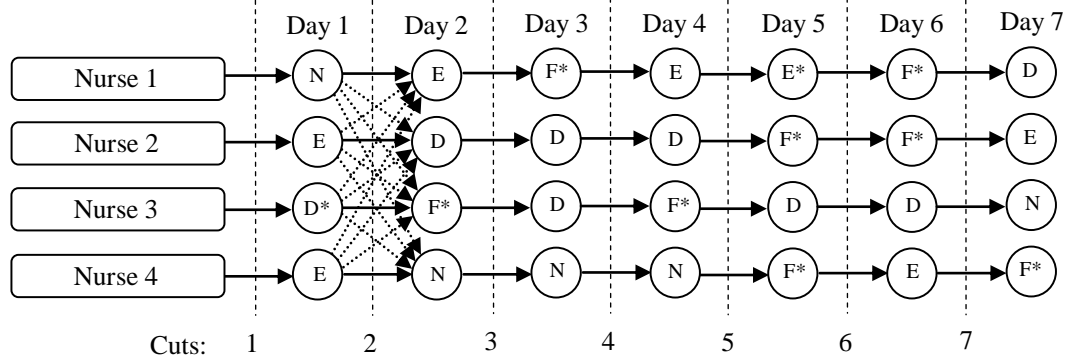 Day 1 Day 2 Day 3 Day 4 Day 5 Day 6 Day 7
Nurse 1 N E F* E E* F* D
Nurse 2 E D D D F* F* E
Nurse 3 D* F* D F* D D N
Nurse 4 E N N N F* E F*
Cuts: 1 2 3 4 5 6 7